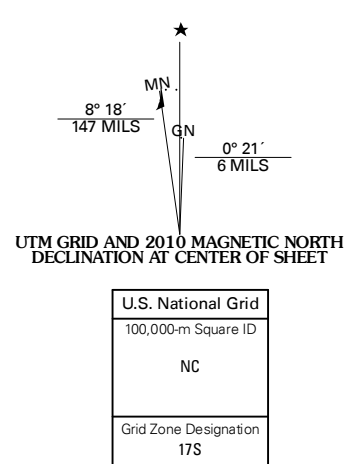 ★
MN
8° 18´
147 MILS
GN
0° 21´
6 MILS
UTM GRID AND 2010 MAGNETIC NORTH
DECLINATION AT CENTER OF SHEET
U.S. National Grid
100,000-m Square ID
NC
Grid Zone Designation
17S